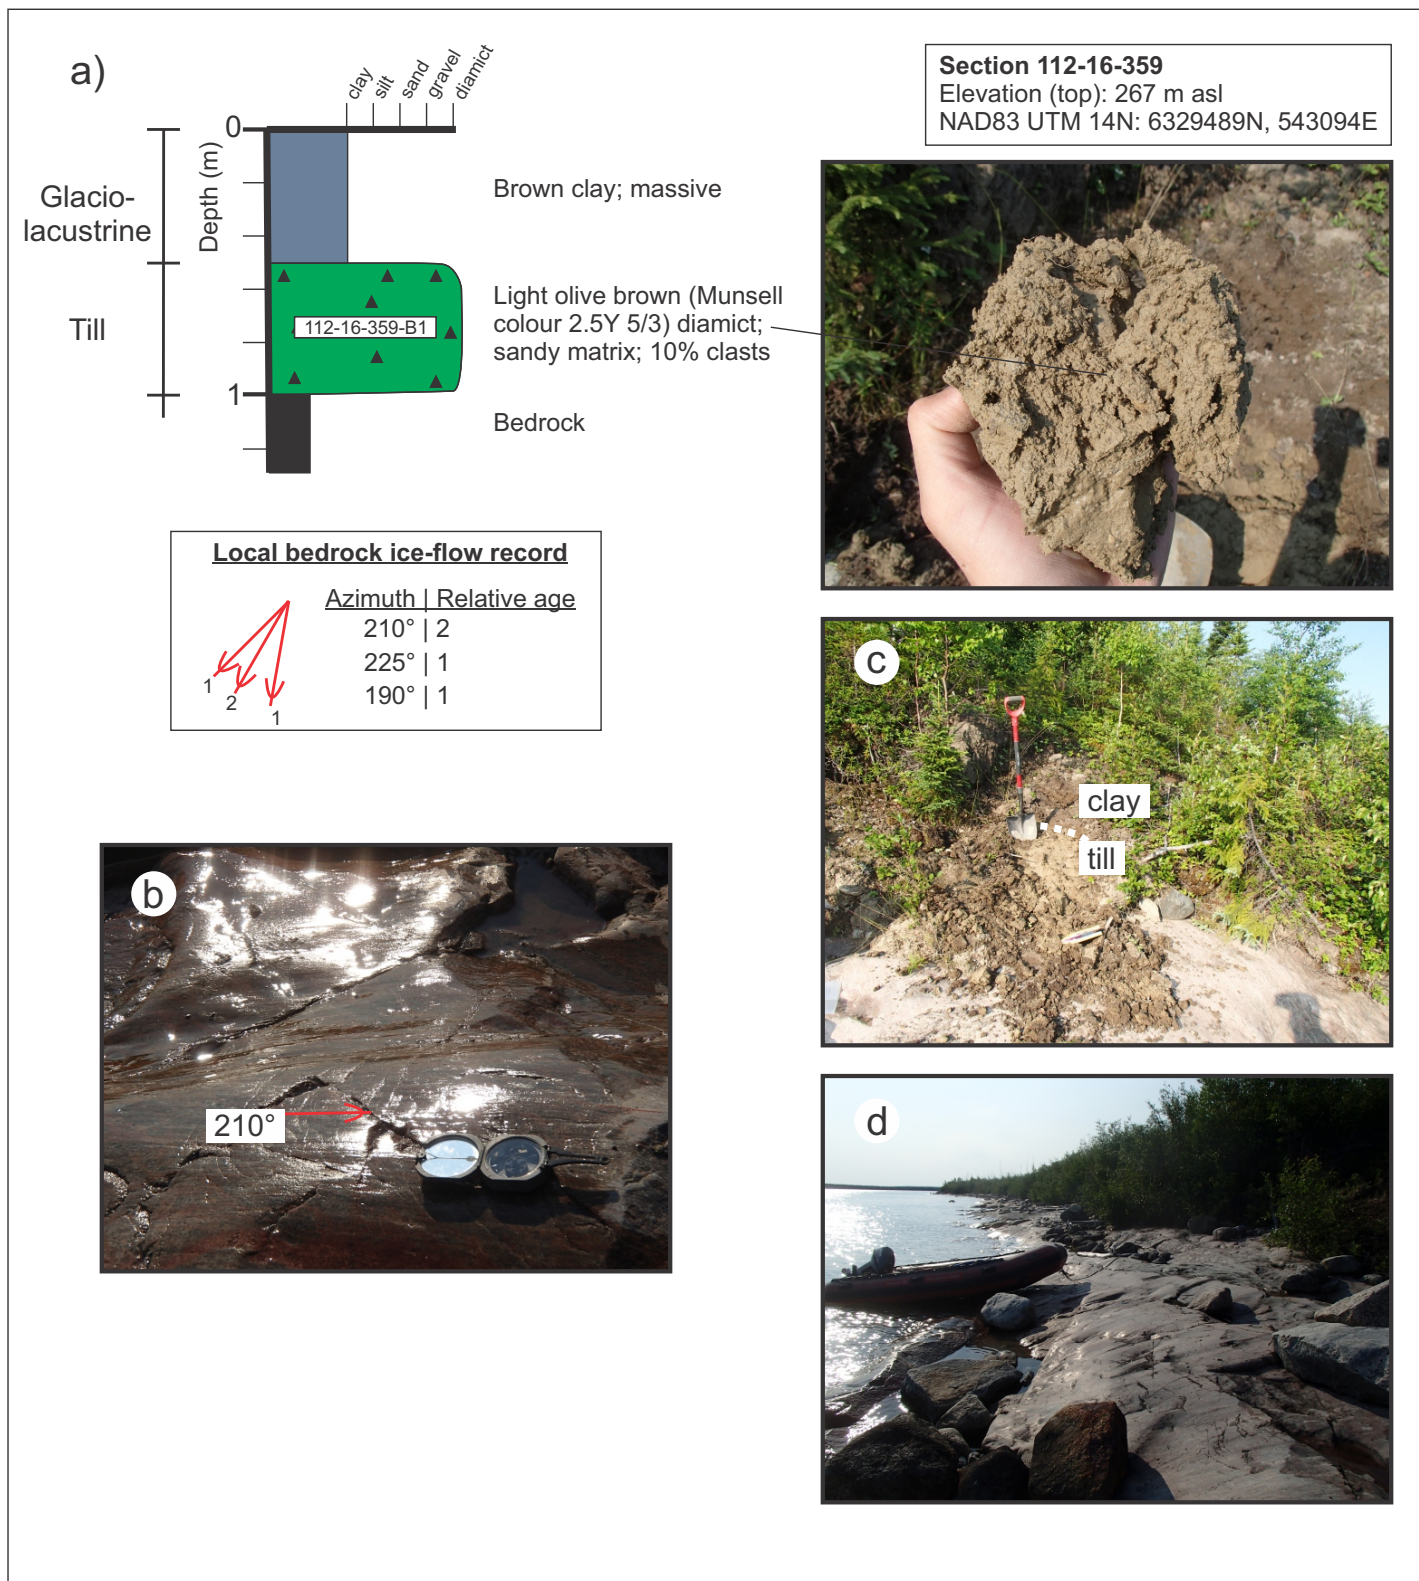 a)
clay
silt
sand
gravel
diamict
Section 112-16-359
Elevation (top): 267 m asl
NAD83 UTM 14N: 6329489N, 543094E
0
Depth (m)
Glacio-
lacustrine
Brown clay; massive
Till
112-16-359-B1
Light olive brown (Munsell
colour 2.5Y 5/3) diamict;
sandy matrix; 10% clasts
1
Bedrock
Local bedrock ice-flow record
Azimuth | Relative age
210° | 2
225° | 1
190° | 1
1
2
1
b
210°
c
clay
till
d